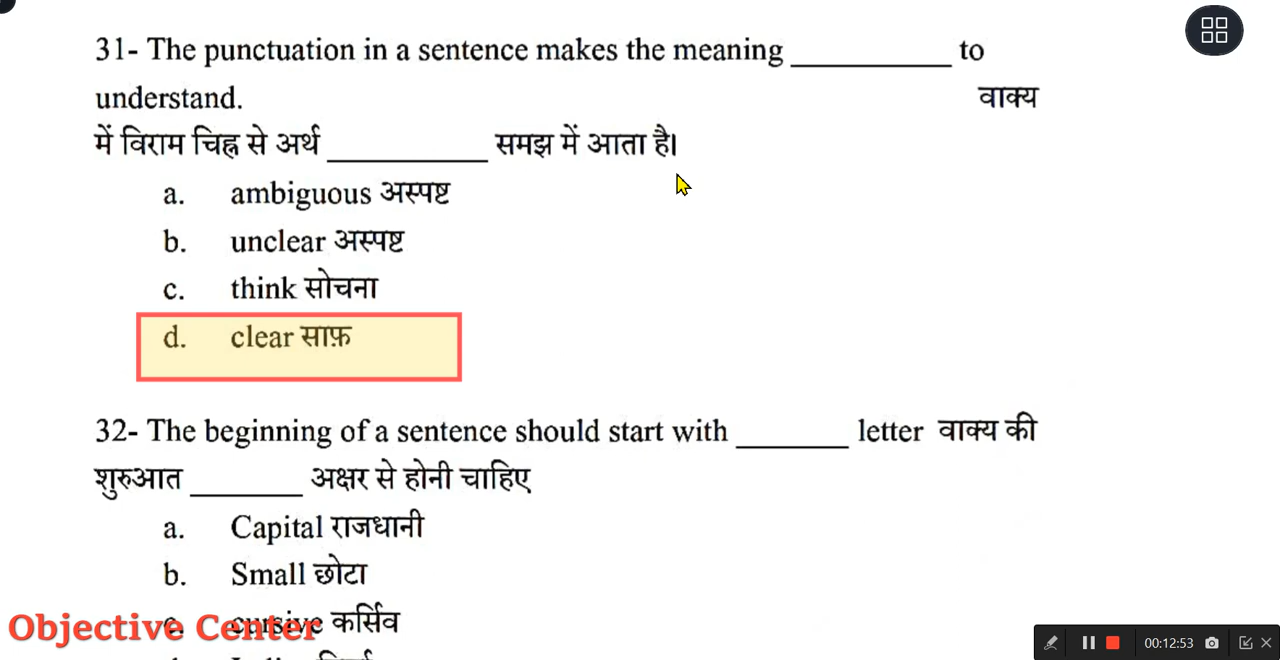 31- The punctuation in a sentence makes the meaning __________ to
understand. वाक्य
में विराम चिह्न से अर्थ __________ समझ में आता है।
a. ambiguous अस्पष्ट
b. unclear अस्पष्ट
c. think सोचना
d. clear साफ़
32- The beginning of a sentence should start with _______ letter वाक्य की
शुरुआत _______ अक्षर से होनी चाहिए
a. Capital राजधानी
b. Small छोटा
c. cursive कर्सिव
Objective Center
00:12:53